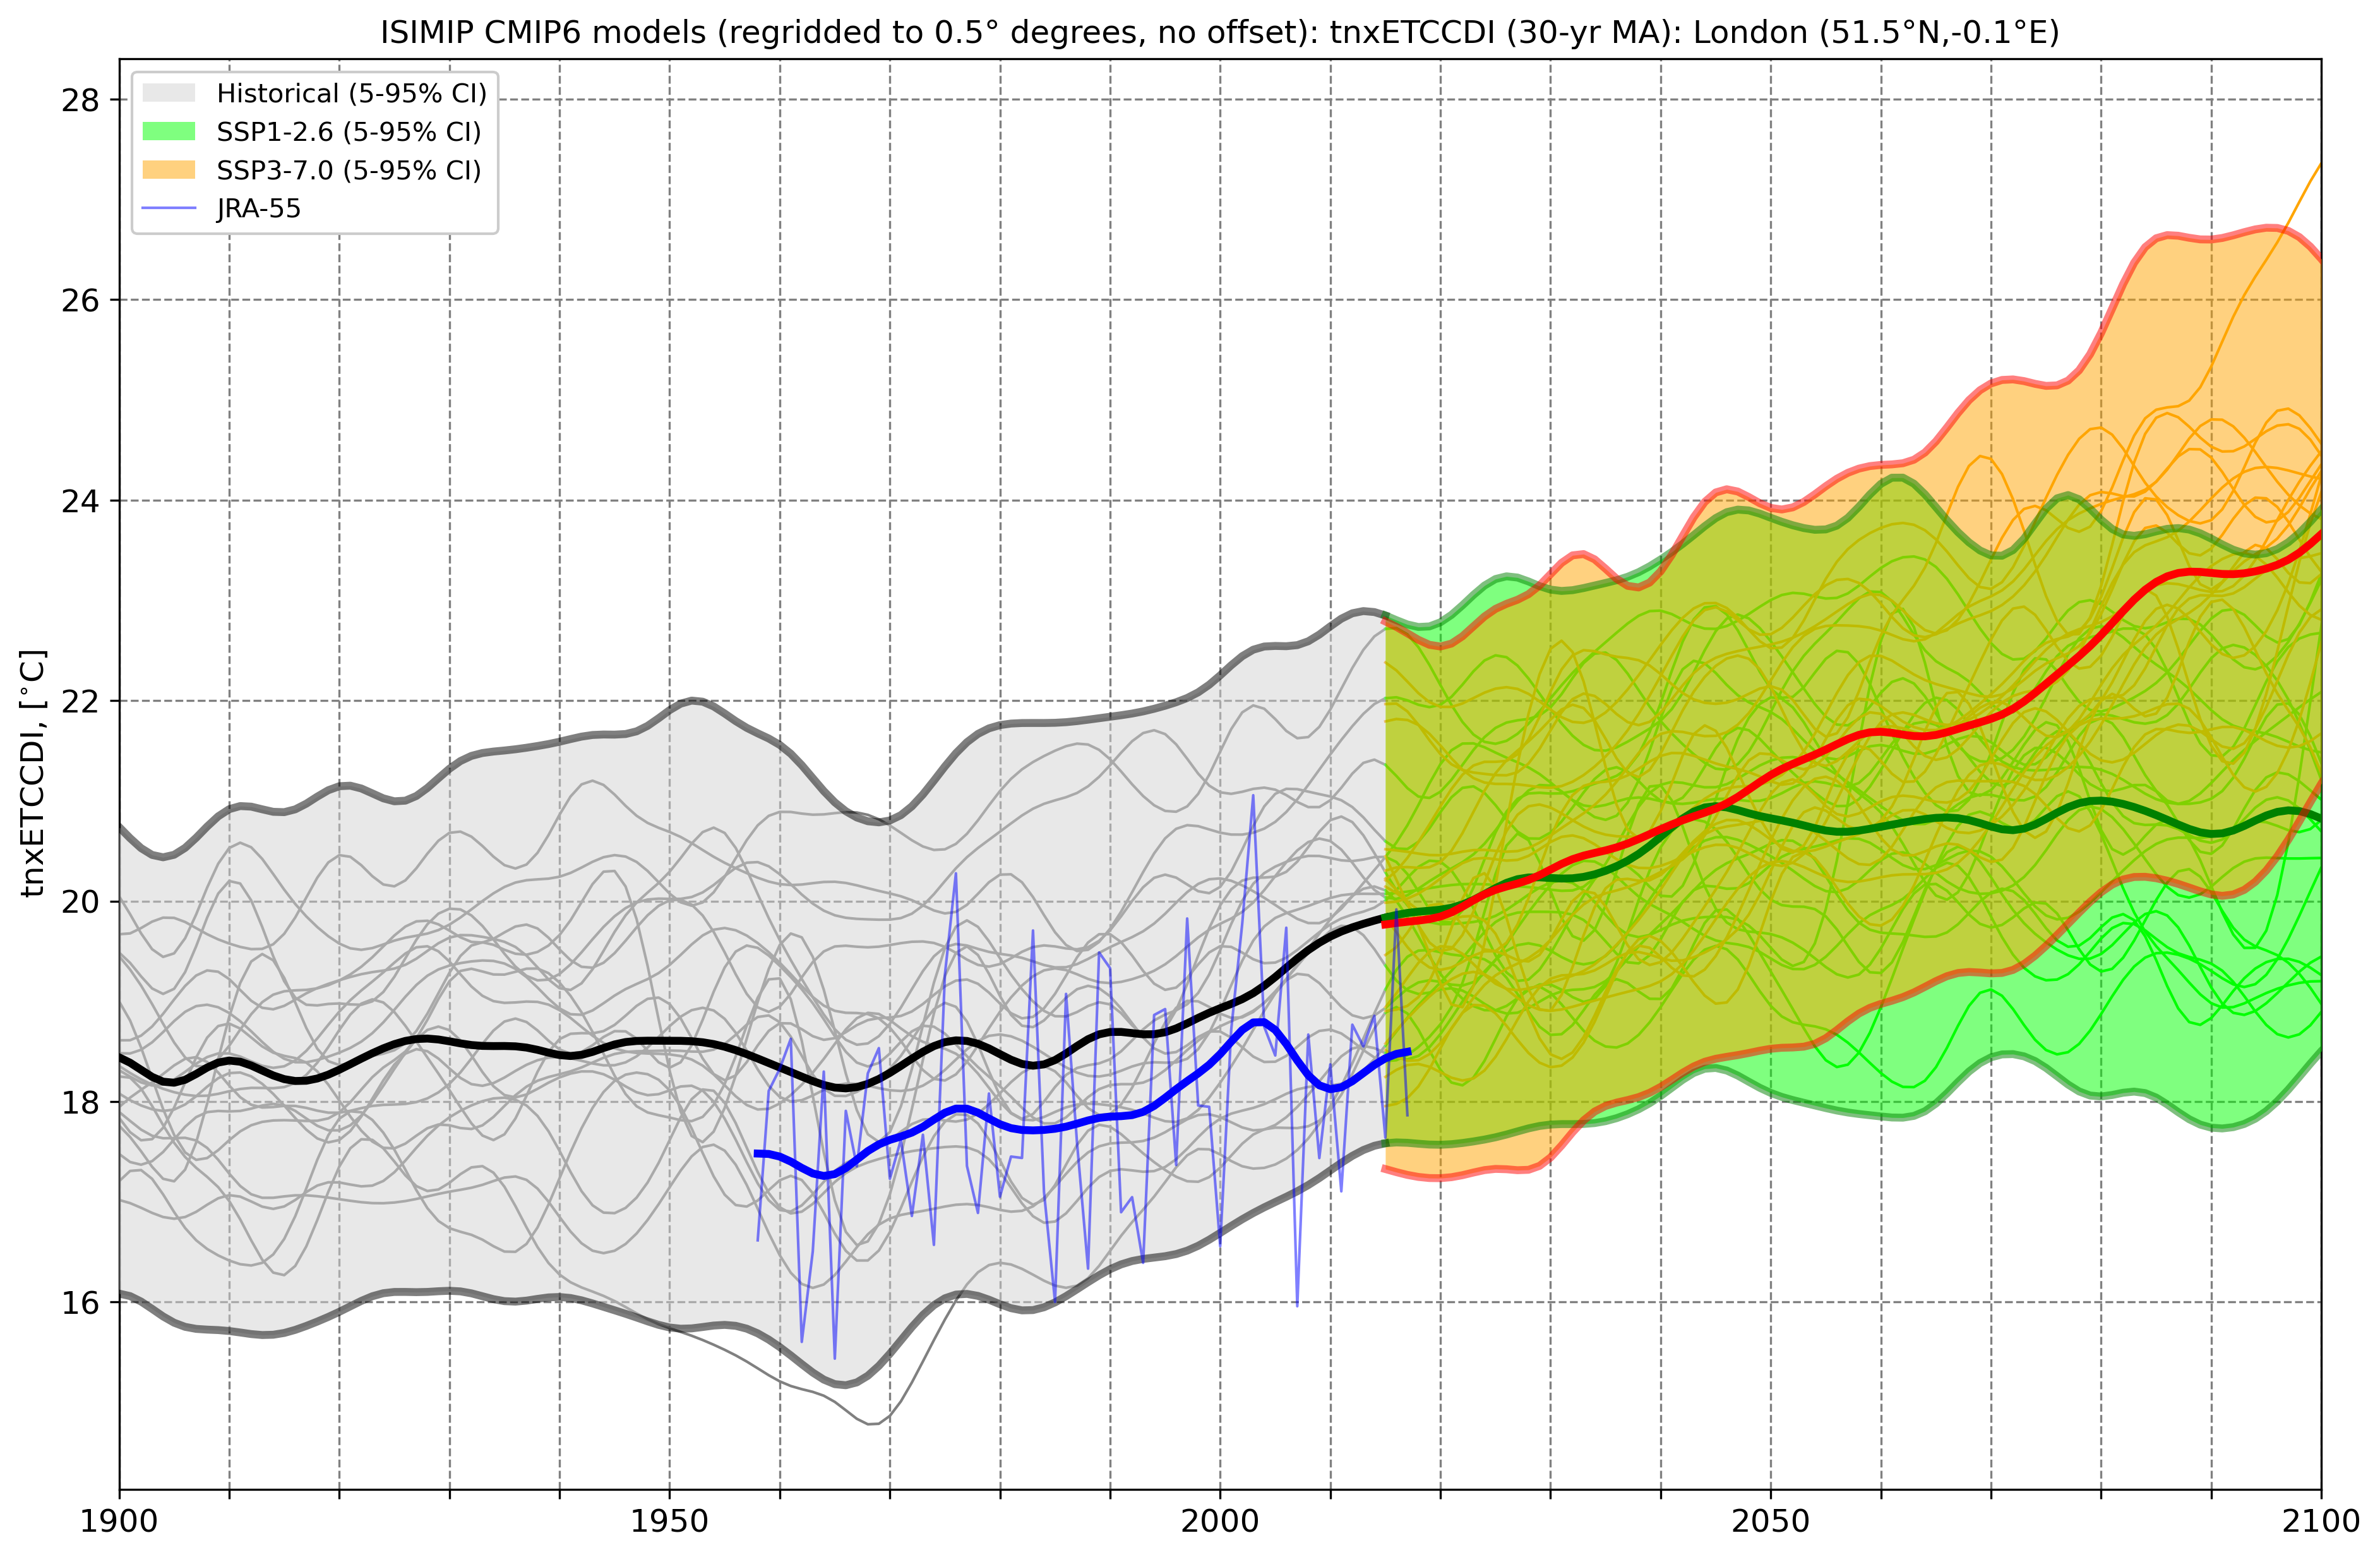 ISIMIP CMIP6 models (regridded to 0.5° degrees, no offset): tnxETCCDI (30-yr MA): London (51.5°N,-0.1°E)
Historical (5-95% CI)
SSP1-2.6 (5-95% CI)
SSP3-7.0 (5-95% CI)
JRA-55
tnxETCCDI, [°C]
28
26
24
22
20
18
16
1900
1950
2000
2050
2100